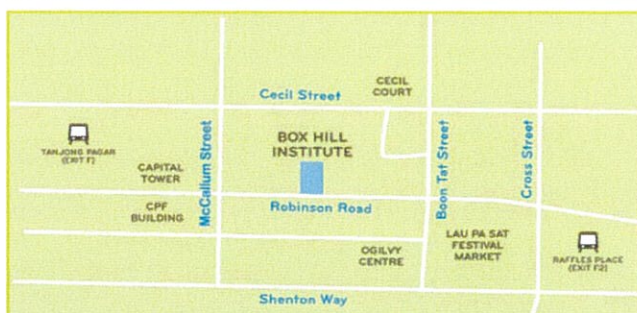 CECIL
COURT
Cecil Street
TANJONG PAGAR
(EXIT F)
McCallum Street
BOX HILL
INSTITUTE
Boon Tat Street
Cross Street
CAPITAL
TOWER
CPF
BUILDING
Robinson Road
OGILVY
CENTRE
LAU PA SAT
FESTIVAL
MARKET
RAFFLES PLACE
(EXIT F2)
Shenton Way